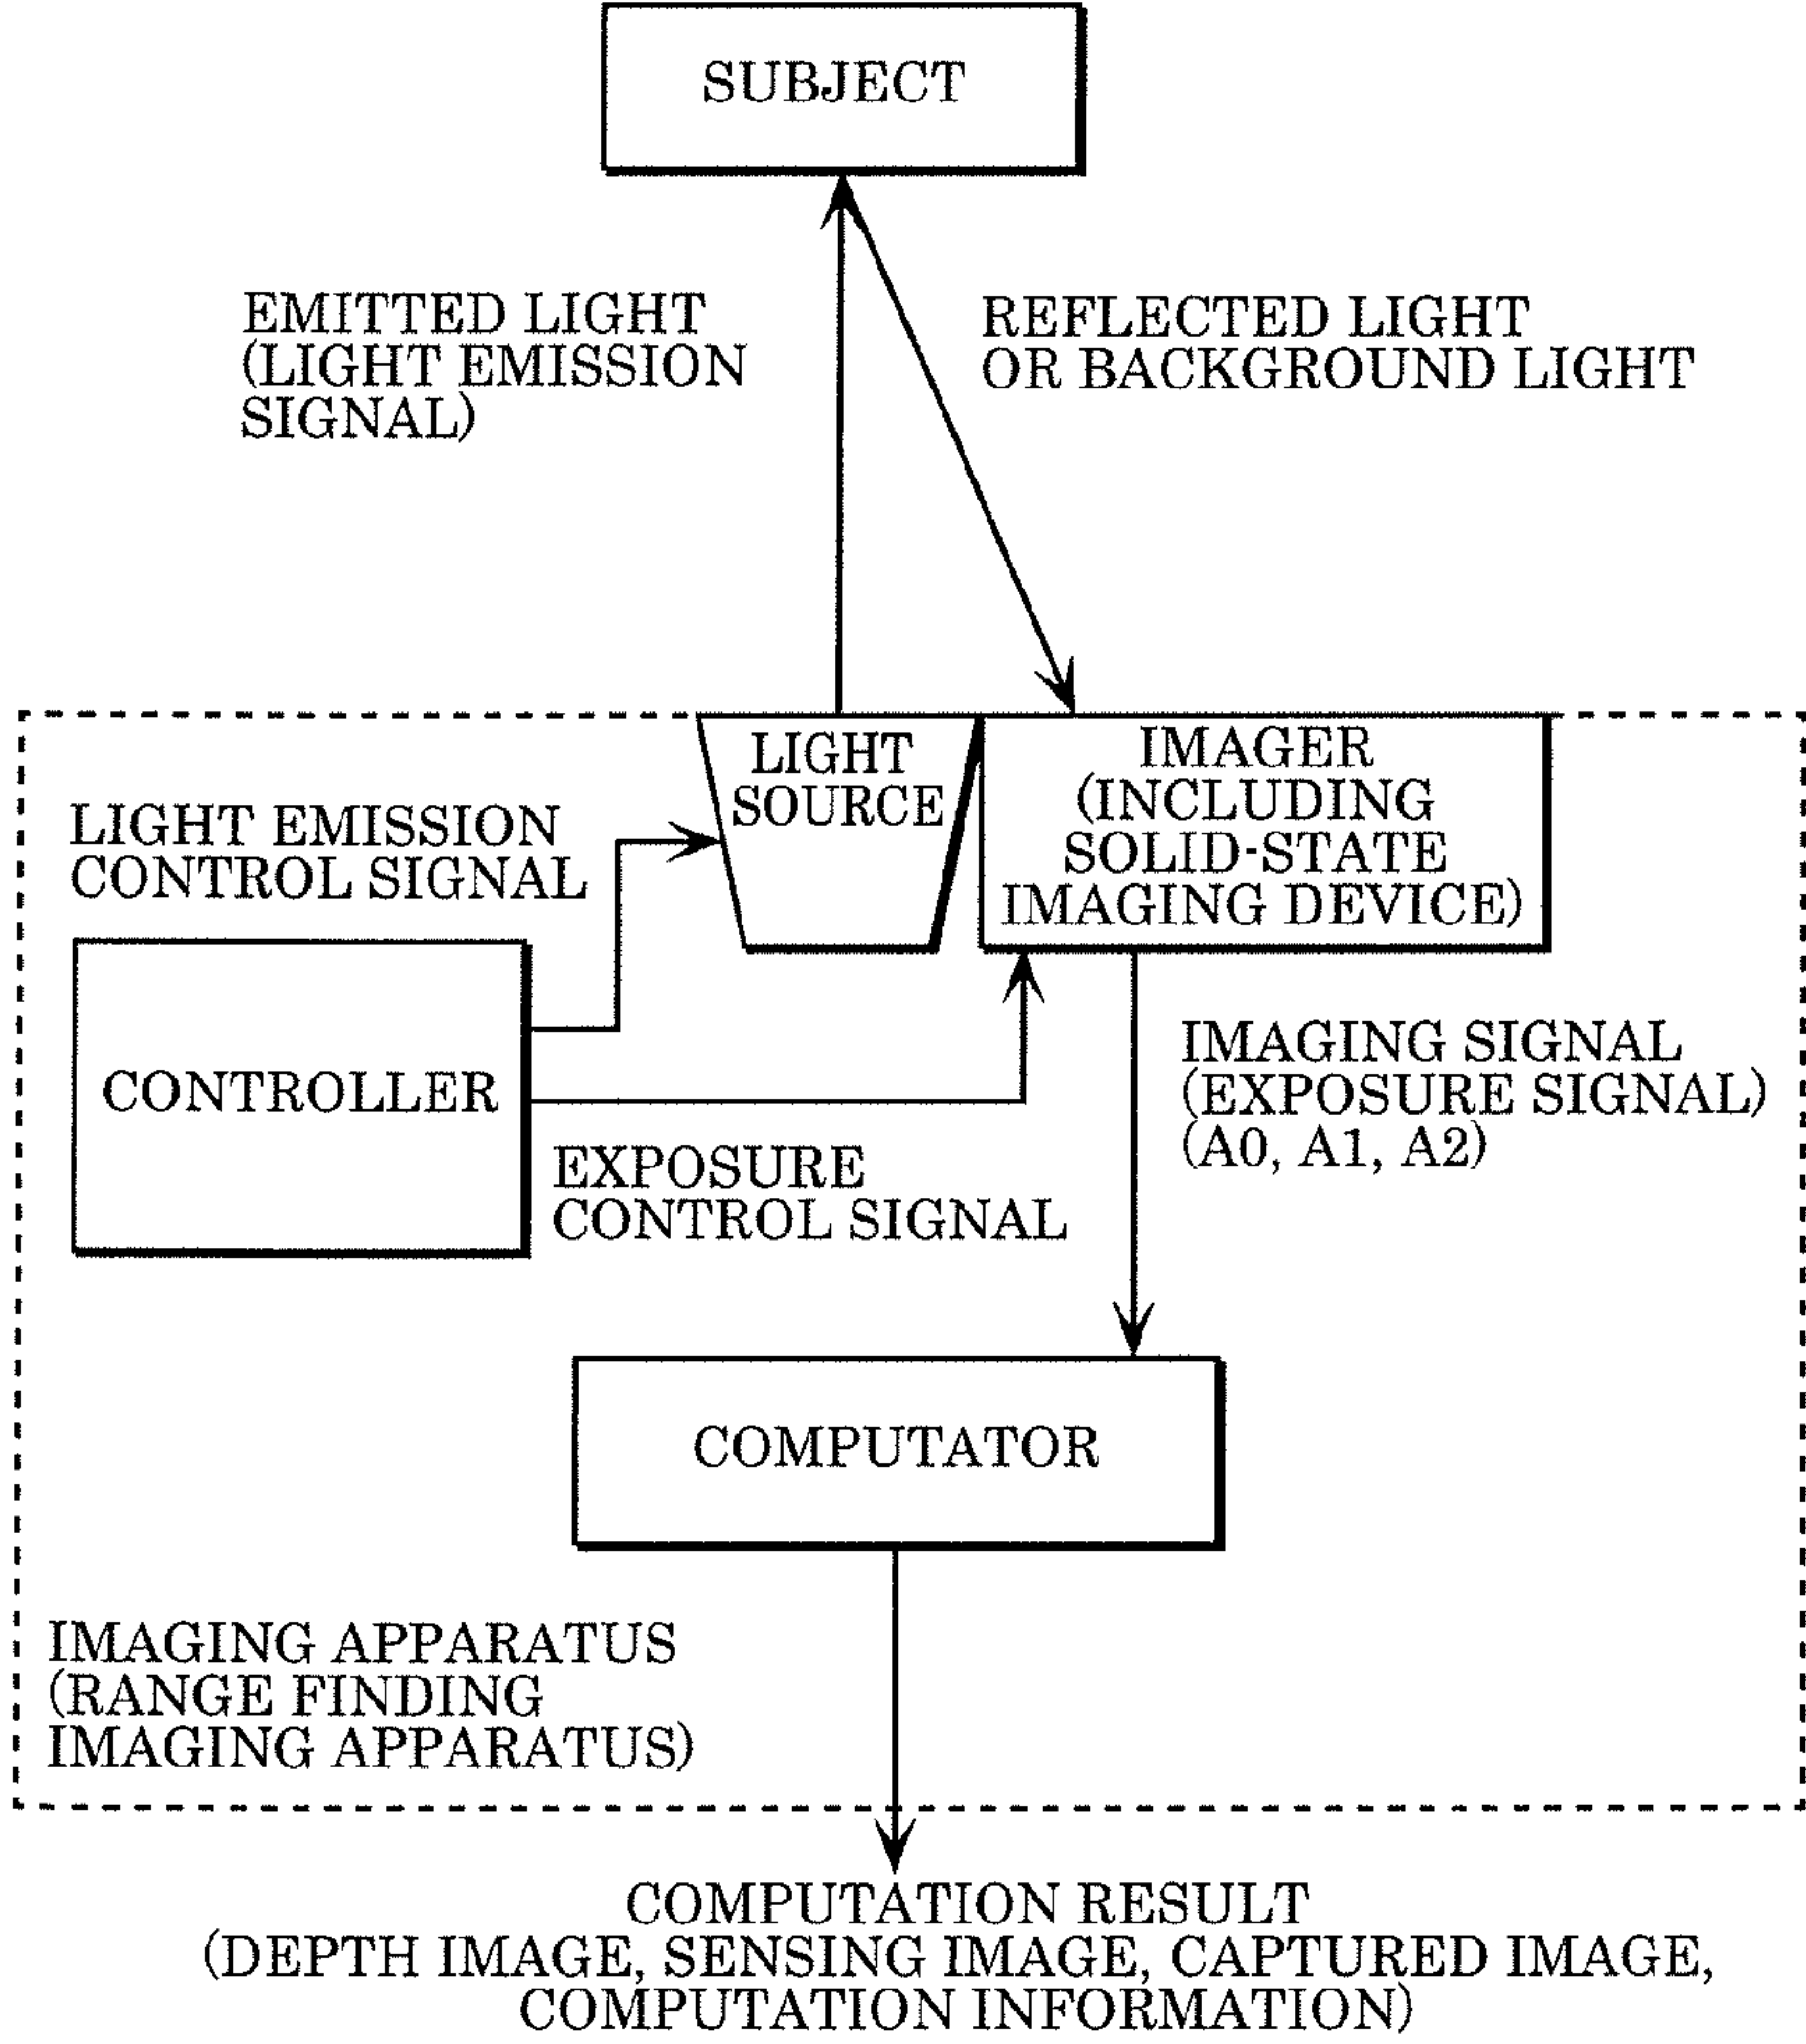 SUBJECT
EMITTED LIGHT
(LIGHT EMISSION
SIGNAL)
REFLECTED LIGHT
OR BACKGROUND LIGHT
LIGHT
SOURCE
IMAGER
(INCLUDING
SOLID-STATE
IMAGING DEVICE)
LIGHT EMISSION
CONTROL SIGNAL
CONTROLLER
EXPOSURE
CONTROL SIGNAL
IMAGING SIGNAL
(EXPOSURE SIGNAL)
(A0, A1, A2)
COMPUTATOR
IMAGING APPARATUS
(RANGE FINDING
IMAGING APPARATUS)
COMPUTATION RESULT
(DEPTH IMAGE, SENSING IMAGE, CAPTURED IMAGE,
COMPUTATION INFORMATION)